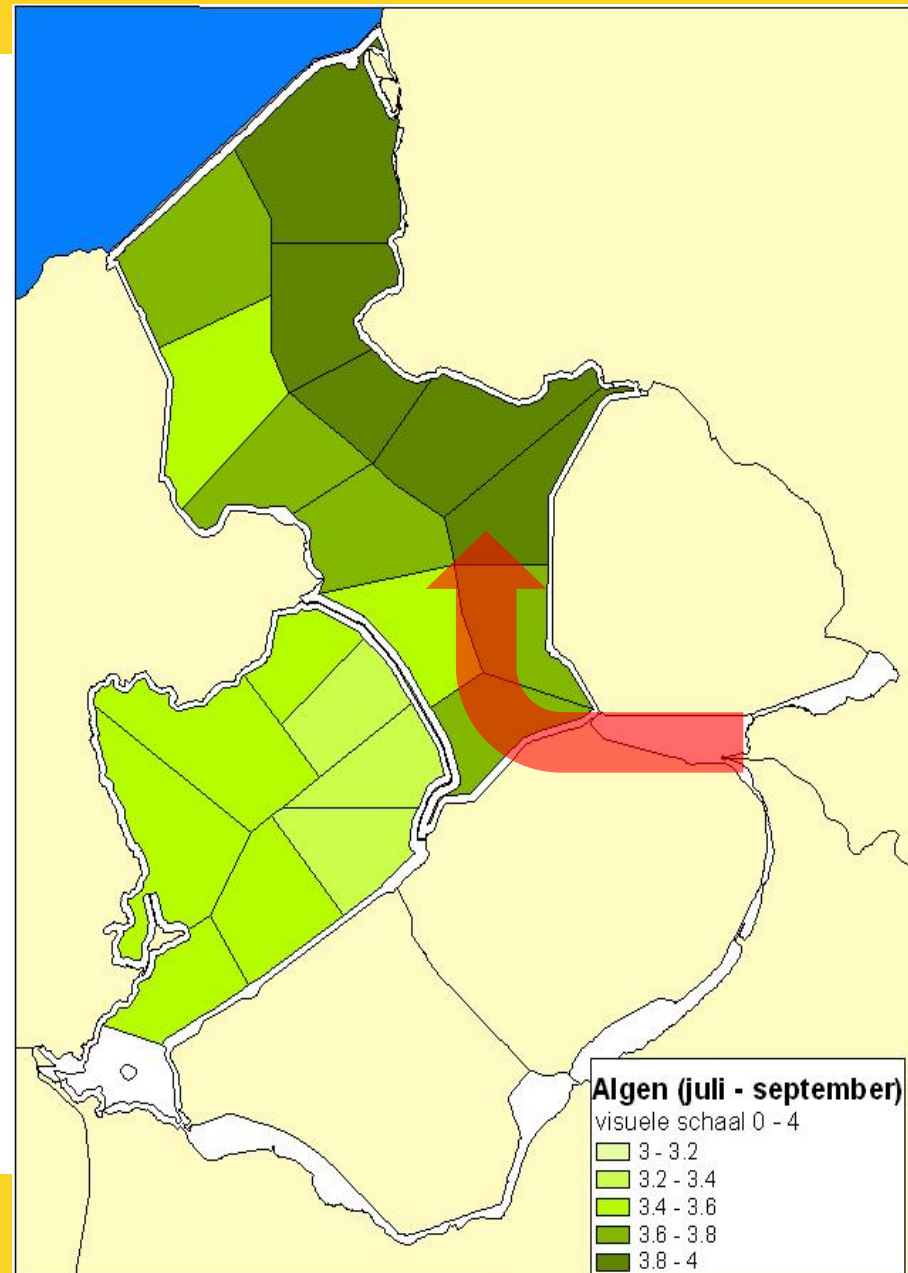 Algen (juli - september)
visuele schaal 0 - 4
3 - 3.2
3.2 - 3.4
3.4 - 3.6
3.6 - 3.8
3.8 - 4